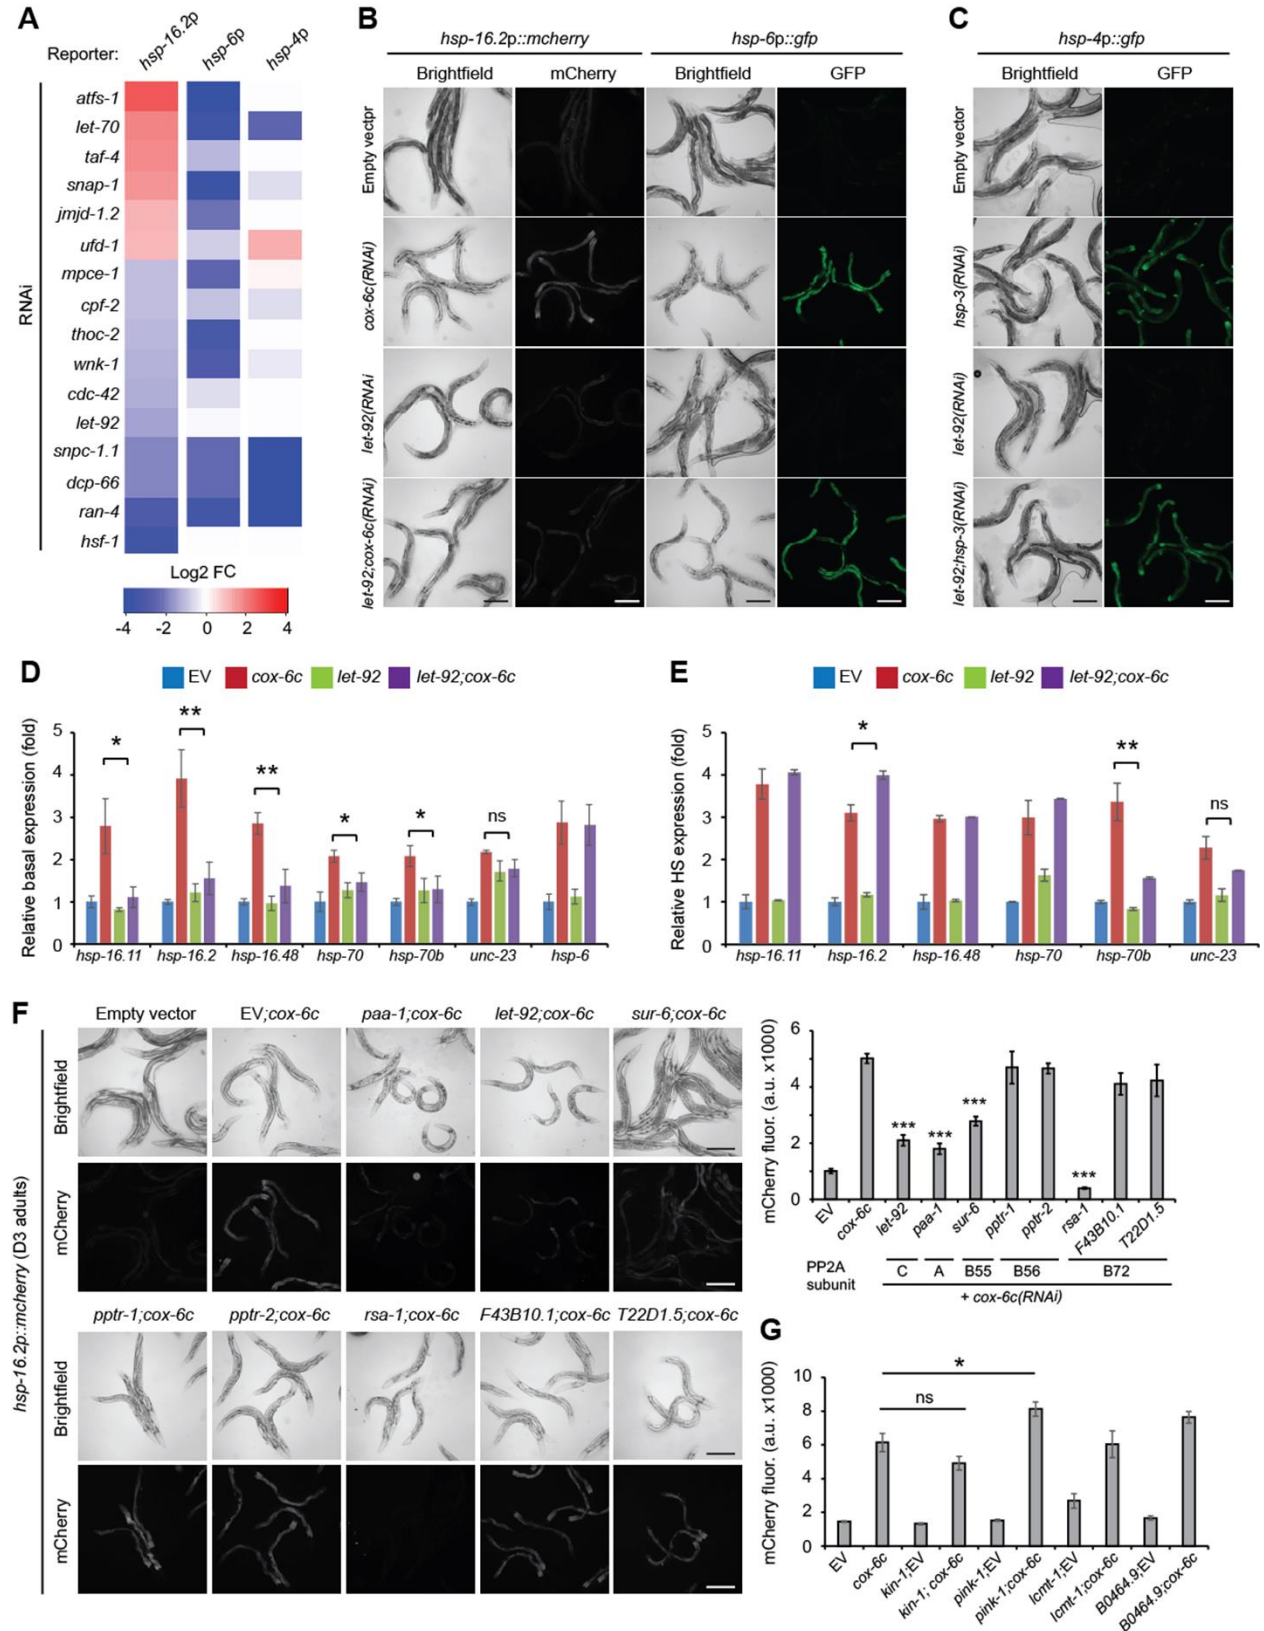 A
Reporter:
hsp-16.2p
hsp-6p
hsp-4p
RNAi
atfs-1
let-70
taf-4
snap-1
jmjd-1.2
ufd-1
mpce-1
cpf-2
thoc-2
wnk-1
cdc-42
let-92
snpc-1.1
dcp-66
ran-4
hsf-1
Log2 FC
-4 -2 0 2 4
B
hsp-16.2p::mcherry hsp-6p::gfp
Brightfield mCherry Brightfield GFP
Empty vectpr
cox-6c(RNAi)
let-92(RNAi
let-92;cox-6c(RNAi)
C
hsp-4p::gfp
Brightfield GFP
Empty vector
hsp-3(RNAi)
let-92(RNAi)
let-92;hsp-3(RNAi)
D
EV cox-6c let-92 let-92;cox-6c
Relative basal expression (fold)
5
4
3
2
1
0
* ** ** * * ns
hsp-16.11 hsp-16.2 hsp-16.48 hsp-70 hsp-70b unc-23 hsp-6
E
EV cox-6c let-92 let-92;cox-6c
Relative HS expression (fold)
5
4
3
2
1
0
* ** ns
hsp-16.11 hsp-16.2 hsp-16.48 hsp-70 hsp-70b unc-23
F
hsp-16.2p::mcherry (D3 adults)
Empty vector EV;cox-6c paa-1;cox-6c let-92;cox-6c sur-6;cox-6c
Brightfield
mCherry
pptr-1;cox-6c pptr-2;cox-6c rsa-1;cox-6c F43B10.1;cox-6c T22D1.5;cox-6c
Brightfield
mCherry
mCherry fluor. (a.u. x1000)
6
4
2
0
*** *** *** ***
EV cox-6c let-92 paa-1 sur-6 pptr-1 pptr-2 rsa-1 F43B10.1 T22D1.5
PP2A
subunit
C A B55 B56 B72
+ cox-6c(RNAi)
G
mCherry fluor. (a.u. x1000)
10
8
6
4
2
0
*
ns
EV cox-6c kin-1;EV kin-1; cox-6c pink-1;EV pink-1;cox-6c lcmt-1;EV lcmt-1;cox-6c B0464.9;EV B0464.9;cox-6c